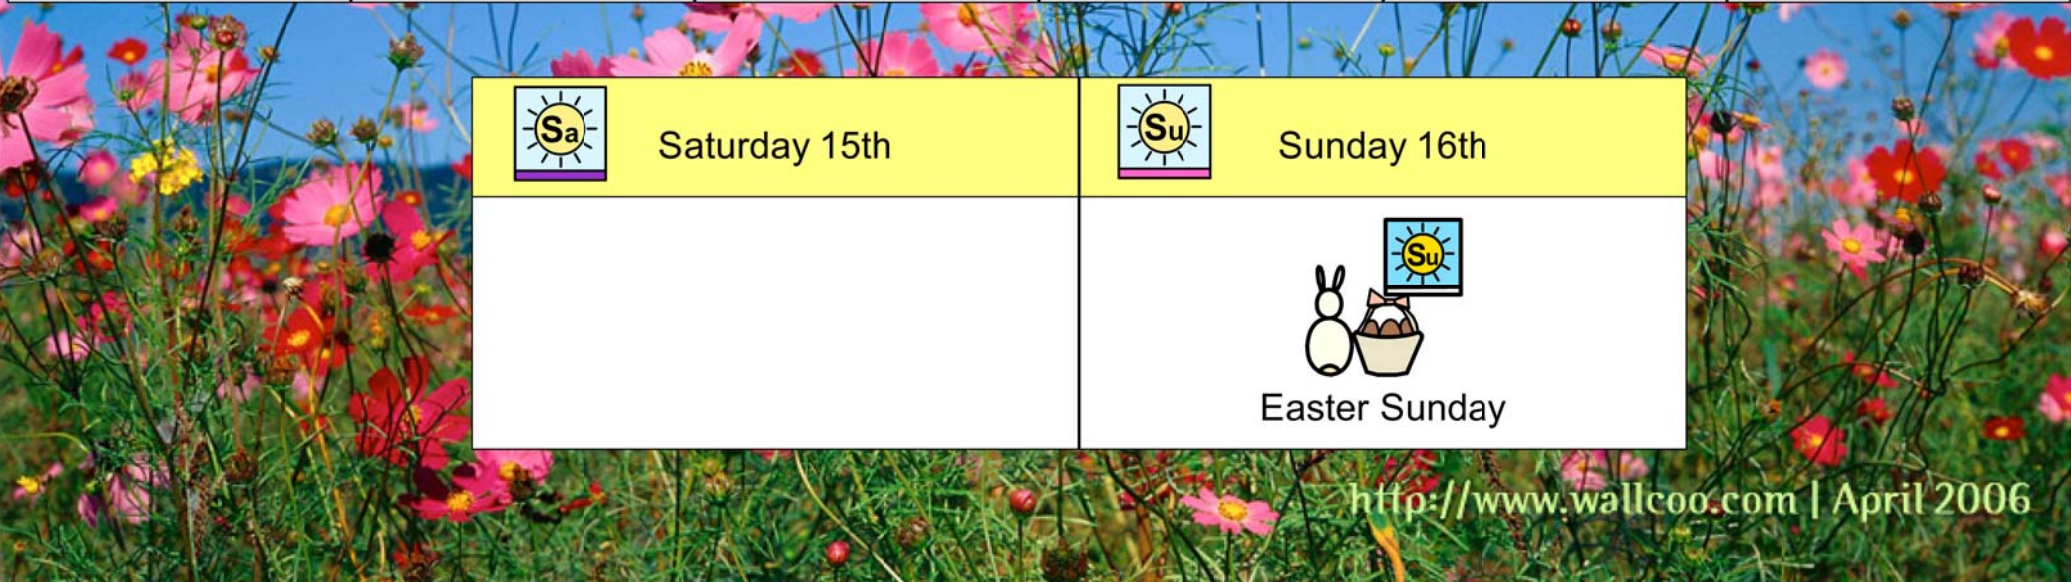 Sa
Saturday 15th
Su
Sunday 16th
Su
Easter Sunday
http://www.wallcoo.com | April 2006